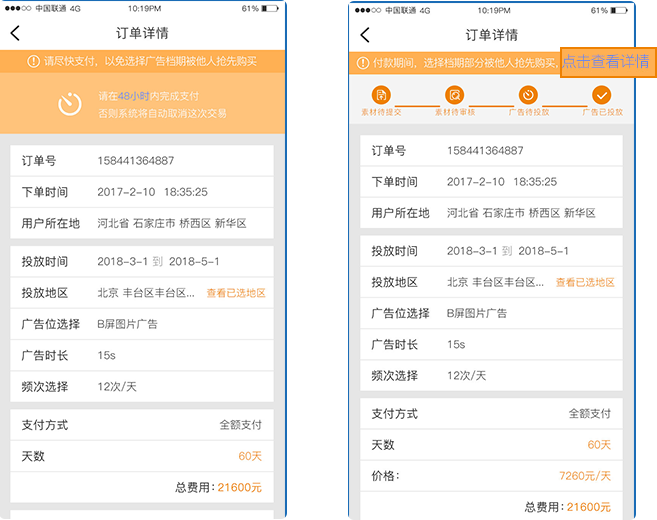 中国联通 4G
10:19PM
61%
订单详情
请尽快支付，以免选择广告档期被他人抢先购买
请在48小时内完成支付
否则系统将自动取消这次交易
订单号 158441364887
下单时间 2017-2-10 18:35:25
用户所在地 河北省 石家庄市 桥西区 新华区
投放时间 2018-3-1 到 2018-5-1
投放地区 北京 丰台区丰台区... 查看已选地区
广告位选择 B屏图片广告
广告时长 15s
频次选择 12次/天
支付方式 全额支付
天数 60天
总费用：21600元
中国联通 4G
10:19PM
61%
订单详情
付款期间，选择档期部分被他人抢先购买，点击查看详情
素材待提交 素材待审核 广告待投放 广告已投放
订单号 158441364887
下单时间 2017-2-10 18:35:25
用户所在地 河北省 石家庄市 桥西区 新华区
投放时间 2018-3-1 到 2018-5-1
投放地区 北京 丰台区丰台区... 查看已选地区
广告位选择 B屏图片广告
广告时长 15s
频次选择 12次/天
支付方式 全额支付
天数 60天
价格： 7260元/天
总费用：21600元